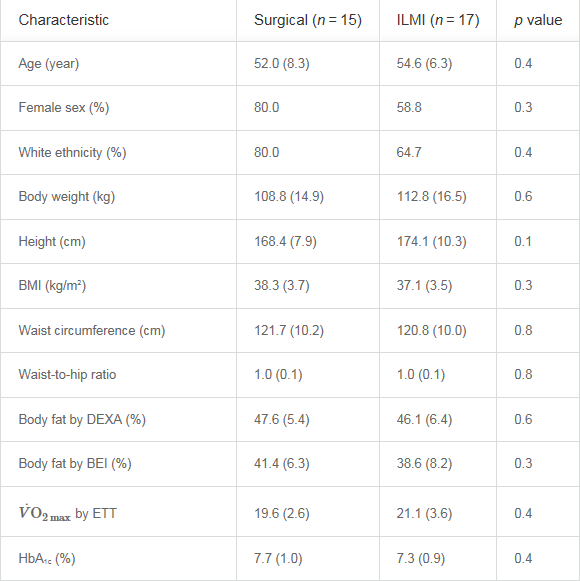 Characteristic Surgical (n = 15) ILMI (n = 17) p value
Age (year) 52.0 (8.3) 54.6 (6.3) 0.4
Female sex (%) 80.0 58.8 0.3
White ethnicity (%) 80.0 64.7 0.4
Body weight (kg) 108.8 (14.9) 112.8 (16.5) 0.6
Height (cm) 168.4 (7.9) 174.1 (10.3) 0.1
BMI (kg/m²) 38.3 (3.7) 37.1 (3.5) 0.3
Waist circumference (cm) 121.7 (10.2) 120.8 (10.0) 0.8
Waist-to-hip ratio 1.0 (0.1) 1.0 (0.1) 0.8
Body fat by DEXA (%) 47.6 (5.4) 46.1 (6.4) 0.6
Body fat by BEI (%) 41.4 (6.3) 38.6 (8.2) 0.3
V̇O₂ max by ETT 19.6 (2.6) 21.1 (3.6) 0.4
HbA₁c (%) 7.7 (1.0) 7.3 (0.9) 0.4